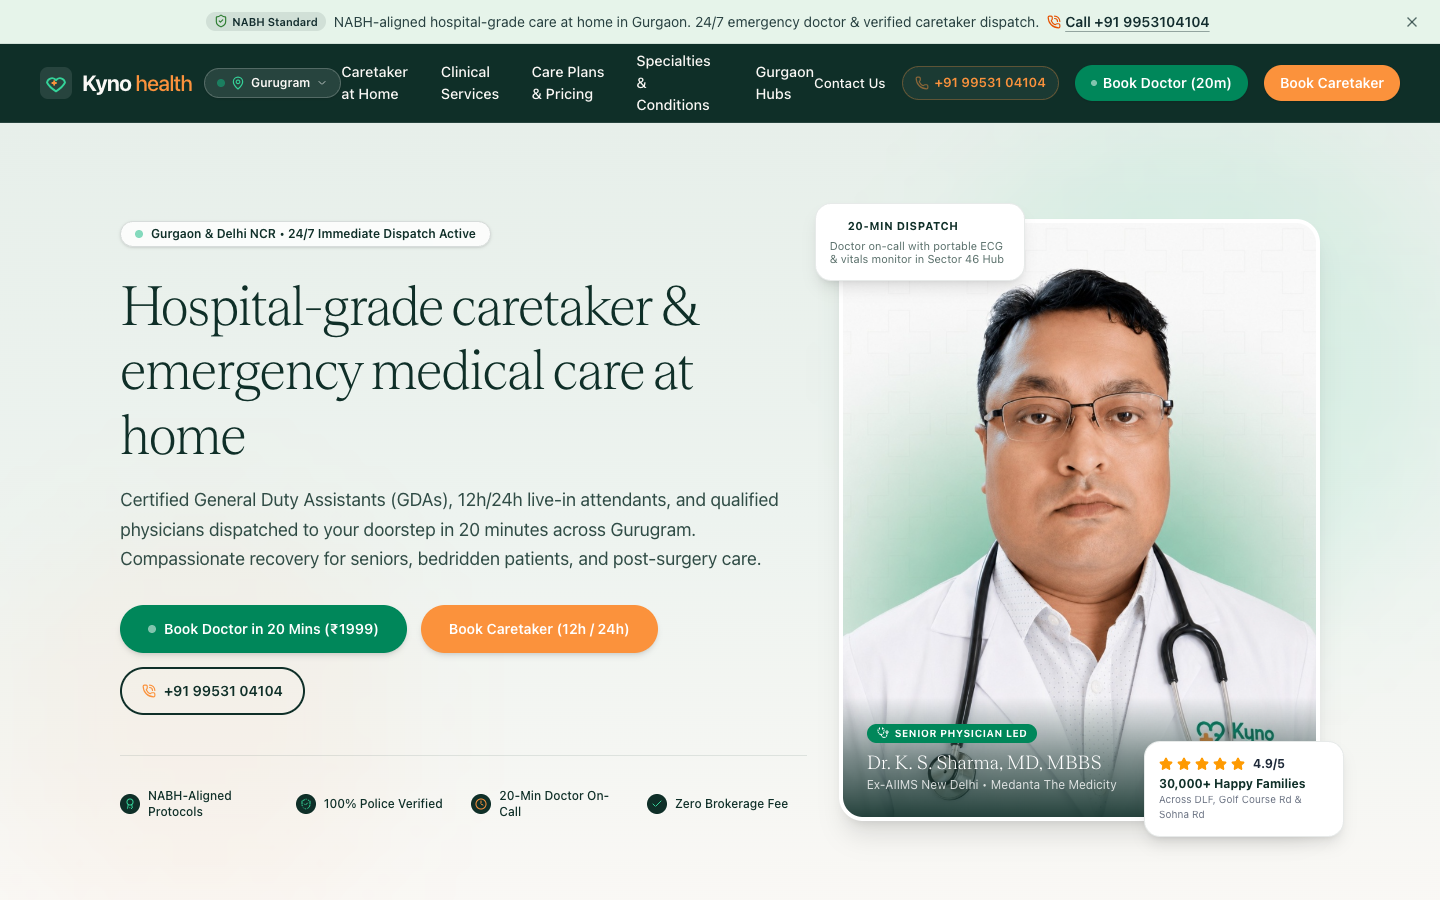 NABH Standard NABH-aligned hospital-grade care at home in Gurgaon. 24/7 emergency doctor & verified caretaker dispatch. Call +91 9953104104
Kyno health
Gurugram
Caretaker
at Home
Clinical
Services
Care Plans
& Pricing
Specialties
&
Conditions
Gurgaon
Hubs
Contact Us
+91 99531 04104
Book Doctor (20m)
Book Caretaker
Gurgaon & Delhi NCR • 24/7 Immediate Dispatch Active
Hospital-grade caretaker &
emergency medical care at
home
Certified General Duty Assistants (GDAs), 12h/24h live-in attendants, and qualified
physicians dispatched to your doorstep in 20 minutes across Gurugram.
Compassionate recovery for seniors, bedridden patients, and post-surgery care.
Book Doctor in 20 Mins (₹1999)
Book Caretaker (12h / 24h)
+91 99531 04104
NABH-Aligned
Protocols
100% Police Verified
20-Min Doctor On-
Call
Zero Brokerage Fee
20-MIN DISPATCH
Doctor on-call with portable ECG
& vitals monitor in Sector 46 Hub
Kyno
SENIOR PHYSICIAN LED
Dr. K. S. Sharma, MD, MBBS
Ex-AIIMS New Delhi • Medanta The Medicity
4.9/5
30,000+ Happy Families
Across DLF, Golf Course Rd &
Sohna Rd